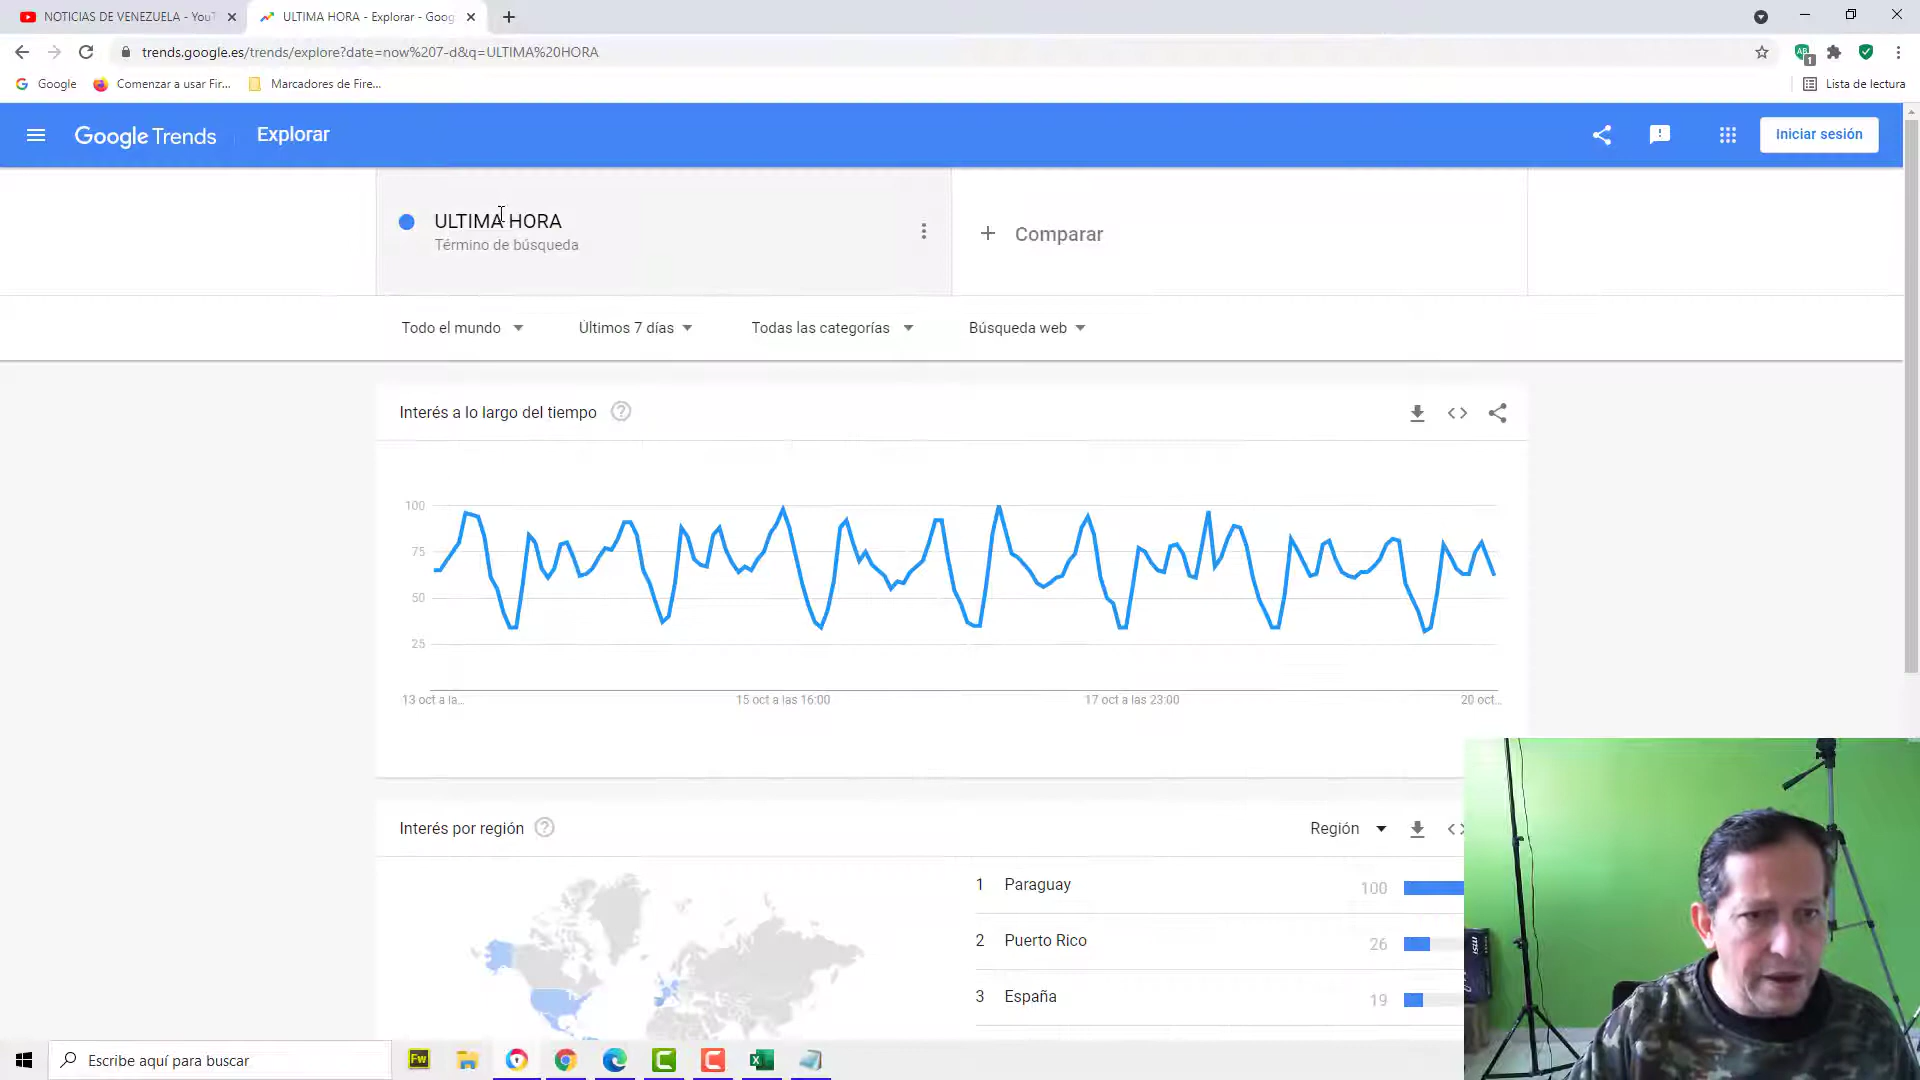 NOTICIAS DE VENEZUELA - YouT
ULTIMA HORA - Explorar - Goog
trends.google.es/trends/explore?date=now%207-d&q=ULTIMA%20HORA
Google
Comenzar a usar Fir...
Marcadores de Fire...
Lista de lectura
Google Trends
Explorar
Iniciar sesión
ULTIMA HORA
Término de búsqueda
+ Comparar
Todo el mundo
Últimos 7 días
Todas las categorías
Búsqueda web
Interés a lo largo del tiempo
100
75
50
25
13 oct a la...
15 oct a las 16:00
17 oct a las 23:00
20 oct...
Interés por región
Región
1 Paraguay 100
2 Puerto Rico 26
3 España 19
Fw
Escribe aquí para buscar
msi